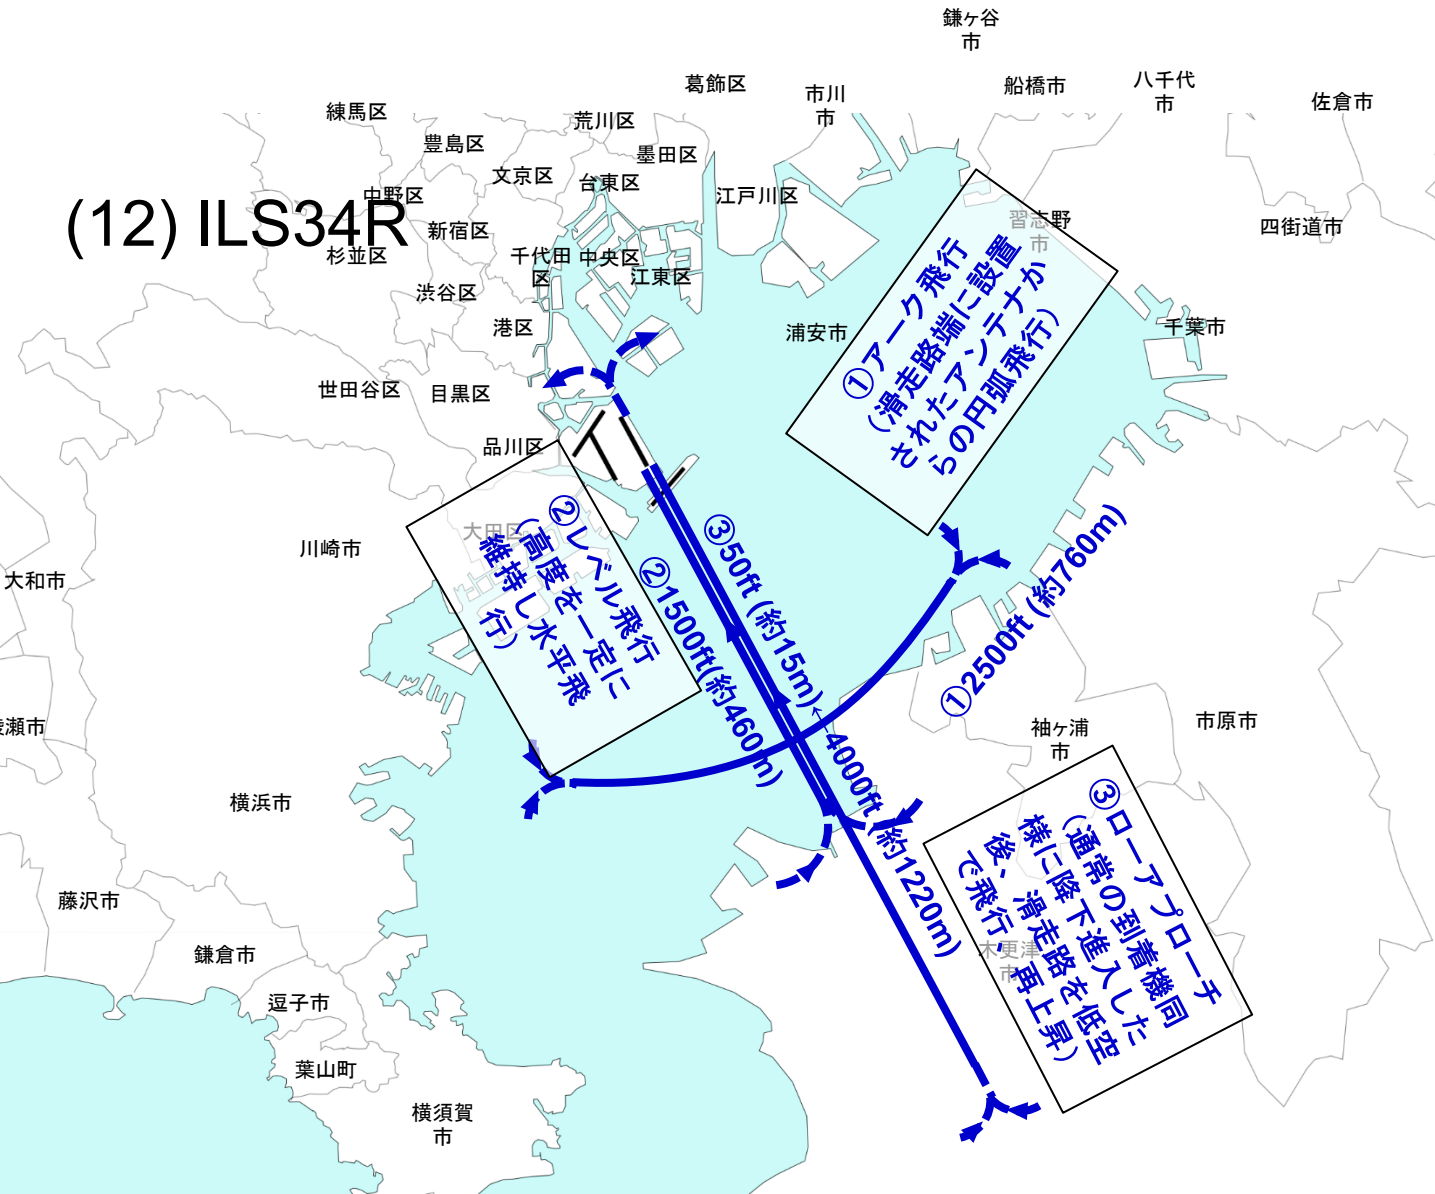 鎌ヶ谷
市
葛飾区
市川
市
船橋市
八千代
市
佐倉市
練馬区
荒川区
豊島区
墨田区
文京区
台東区
中野区
江戸川区
(12) ILS34R
新宿区
杉並区
千代田
区
中央区
江東区
習志野
市
四街道市
渋谷区
港区
浦安市
千葉市
世田谷区
目黒区
品川区
①アーク飛行
（滑走路端に設置
されたアンテナか
らの円弧飛行）
大田区
川崎市
大和市
②レベル飛行
（高度を一定に
維持し水平飛
行）
②1500ft(約460m)
③50ft (約15m)←4000ft (約1220m)
①2500ft (約760m)
瀬市
袖ヶ浦
市
市原市
横浜市
③ローアプローチ
（通常の到着機同
様に降下進入した
後、滑走路を低空
で飛行、再上昇）
木更津
市
藤沢市
鎌倉市
逗子市
葉山町
横須賀
市